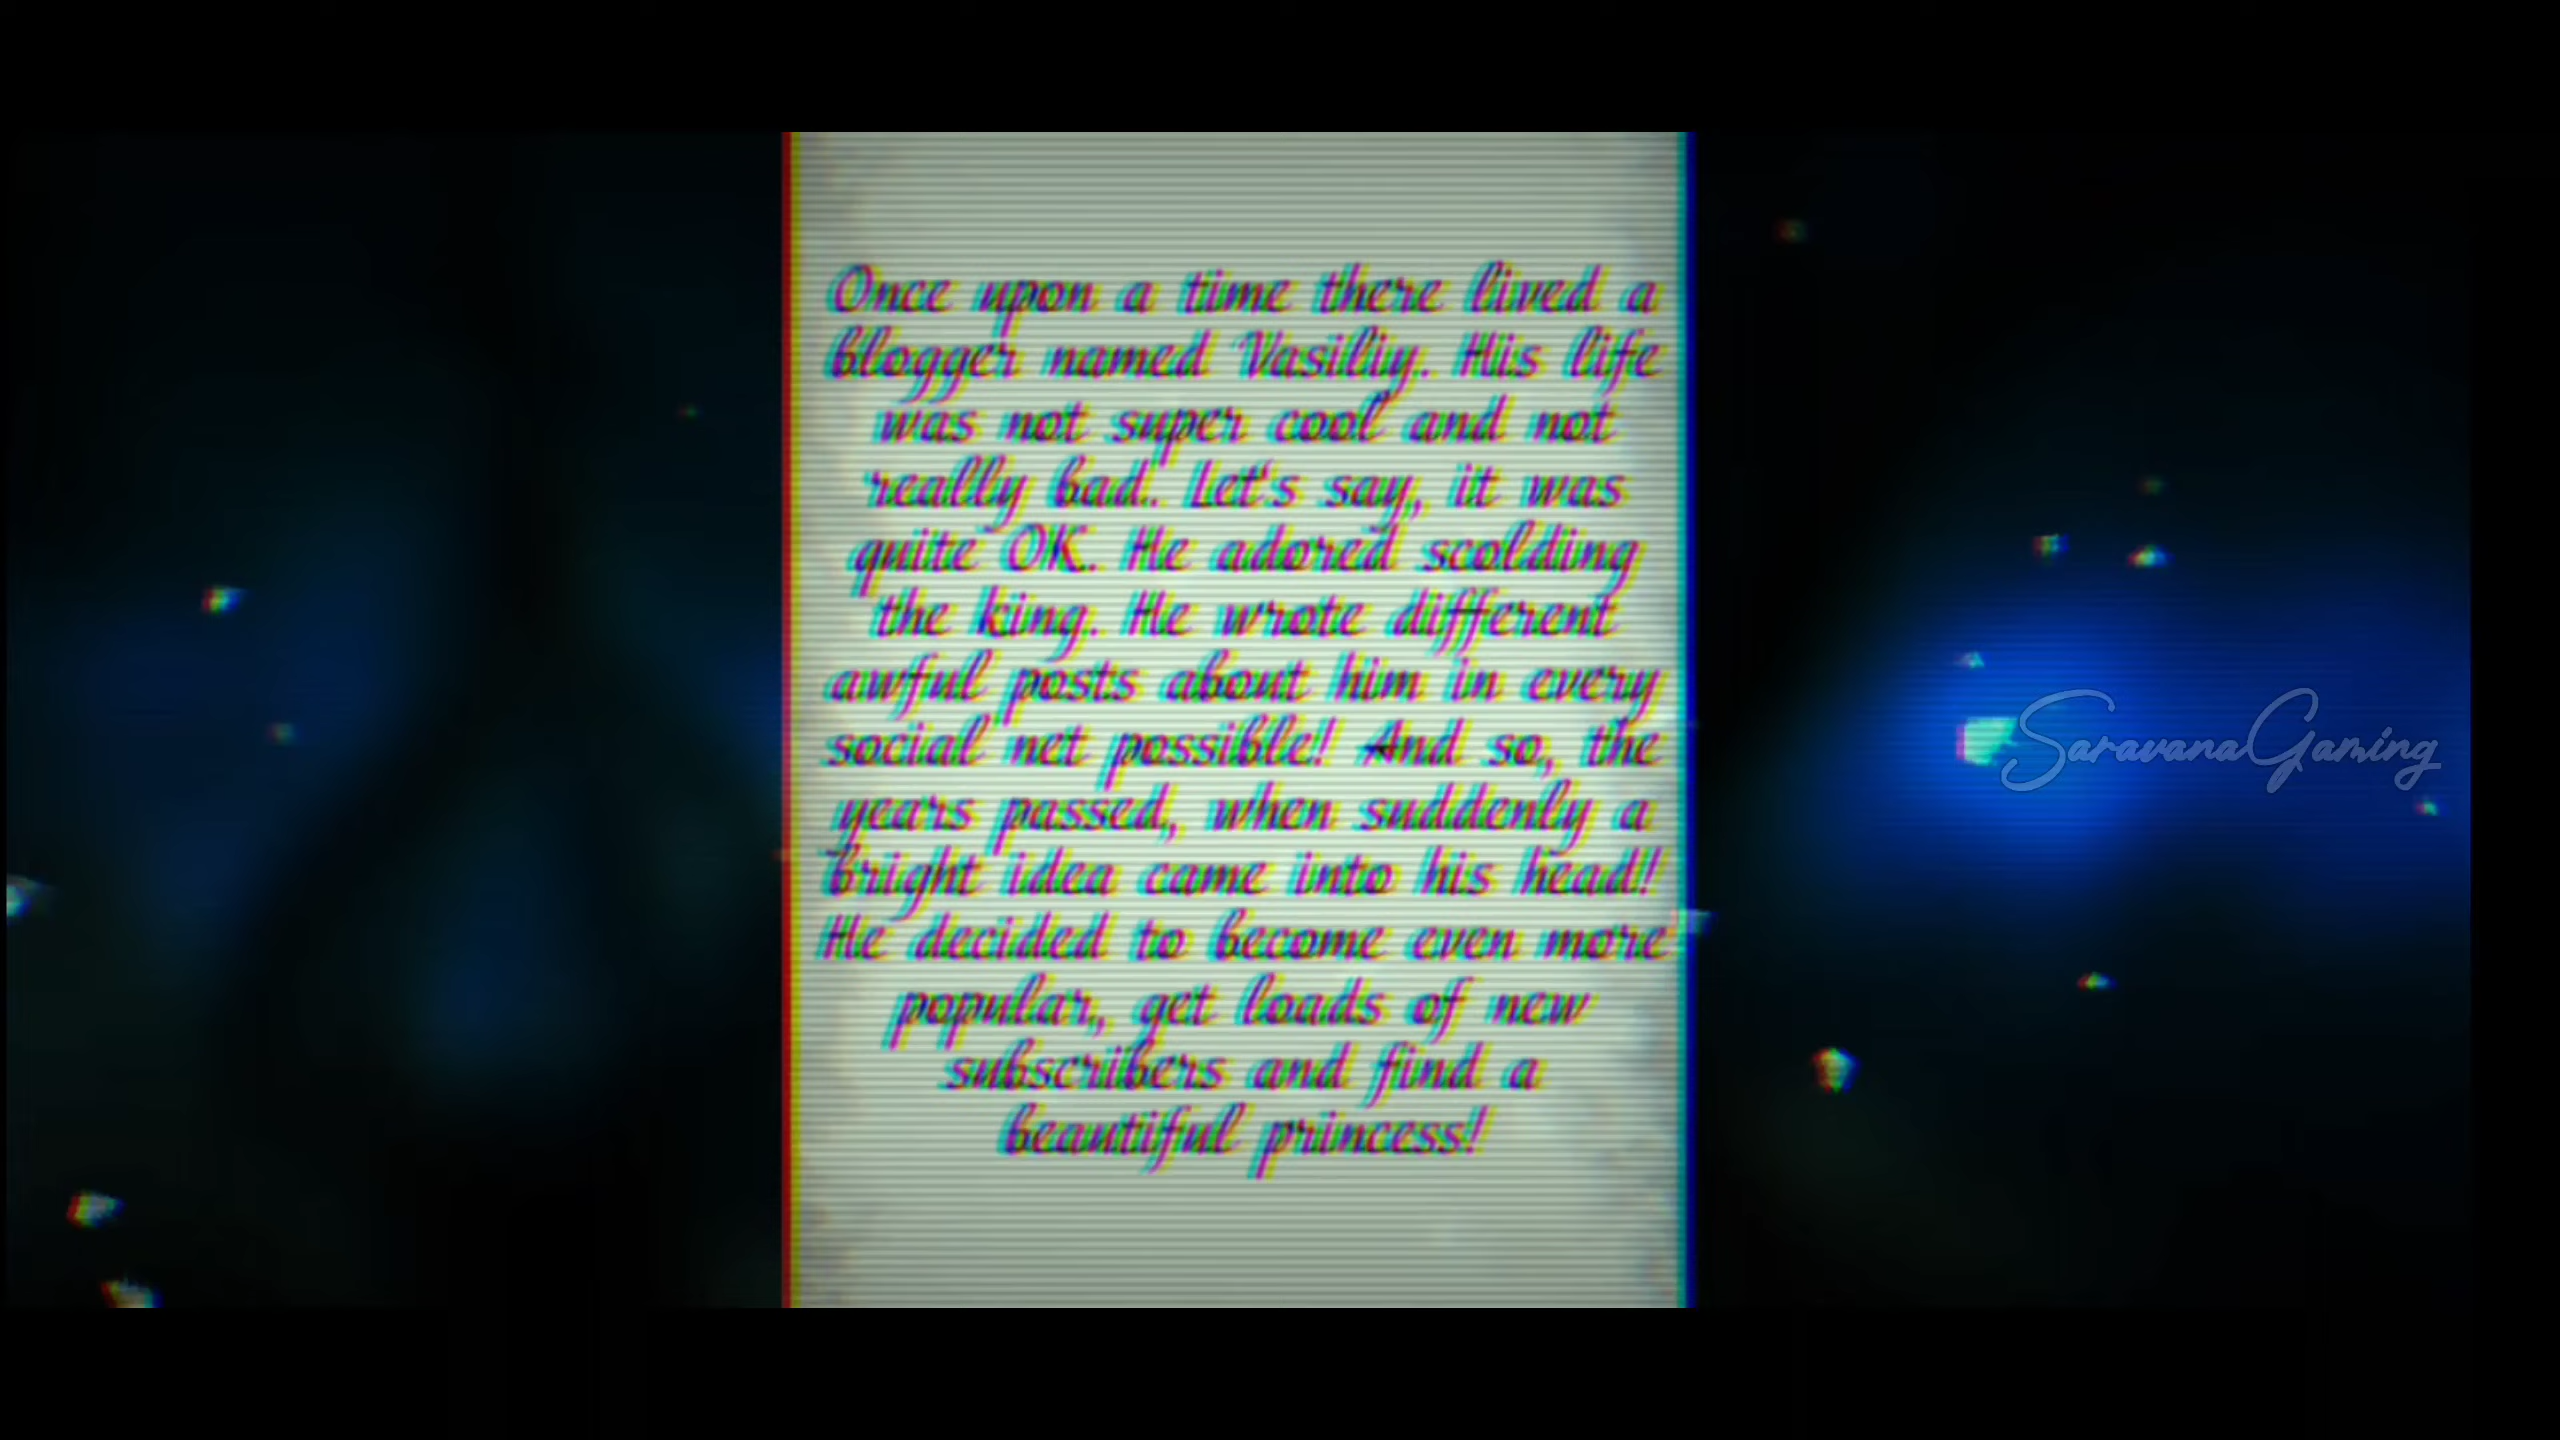 Once upon a time there lived a
blogger named Vasiliy. His life
was not super cool and not
really bad. Let's say, it was
quite OK. He adored scolding
the king. He wrote different
awful posts about him in every
social net possible! And so, the
years passed, when suddenly a
bright idea came into his head!
He decided to become even more
popular, get loads of new
subscribers and find a
beautiful princess!
SaravanaGaming